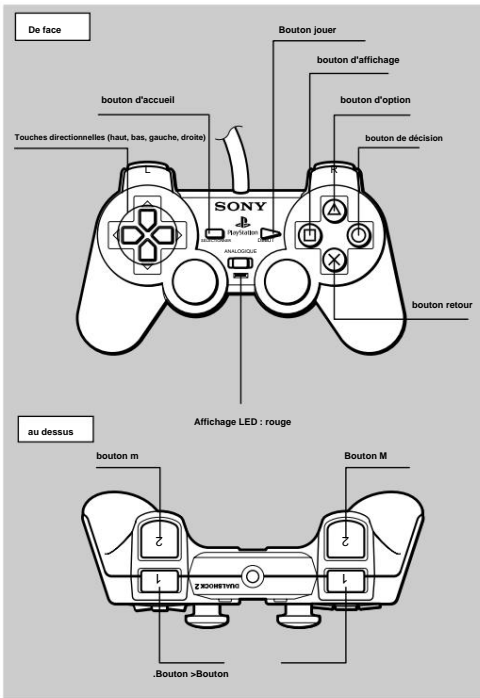 De face
Bouton jouer
bouton d'affichage
bouton d'accueil
bouton d'option
Touches directionnelles (haut, bas, gauche, droite)
bouton de décision
L
R
SONY
PlayStation
SÉLECTIONNER
DÉBUT
ANALOGIQUE
bouton retour
Affichage LED : rouge
au dessus
bouton m
Bouton M
2
2
1
DUALSHOCK 2
1
.Bouton >Bouton